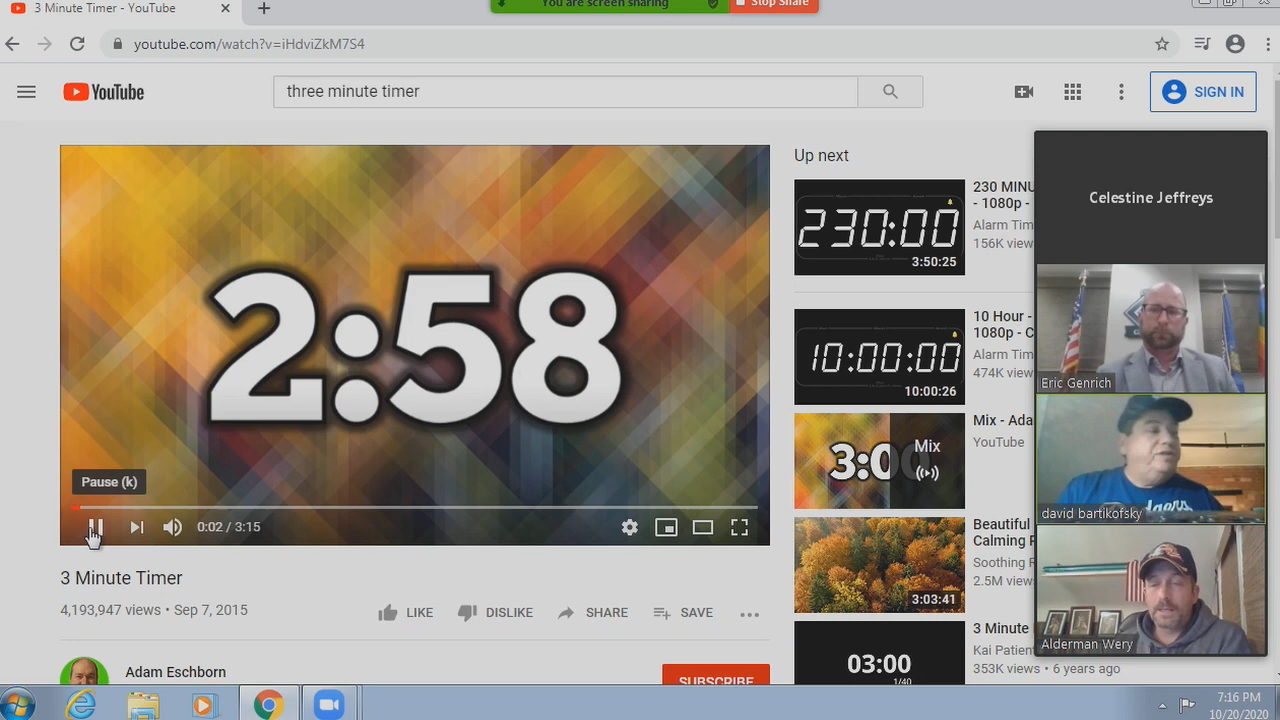 3 Minute Timer - YouTube
You are screen sharing
Stop Share
youtube.com/watch?v=iHdviZkM7S4
YouTube
three minute timer
SIGN IN
2:58
Pause (k)
0:02 / 3:15
3 Minute Timer
4,193,947 views • Sep 7, 2015
LIKE
DISLIKE
SHARE
SAVE
Adam Eschborn
SUBSCRIBE
Up next
230:00
3:50:25
230 MINU
- 1080p -
Alarm Tim
156K view
10:00:00
10:00:26
10 Hour -
1080p - C
Alarm Tim
474K view
3:0
Mix
Mix - Ada
YouTube
3:03:41
Beautiful
Calming R
Soothing R
2.5M view
03:00
1/40
3 Minute
Kai Patien
353K views • 6 years ago
Celestine Jeffreys
Eric Genrich
david bartikofsky
Alderman Wery
7:16 PM
10/20/2020